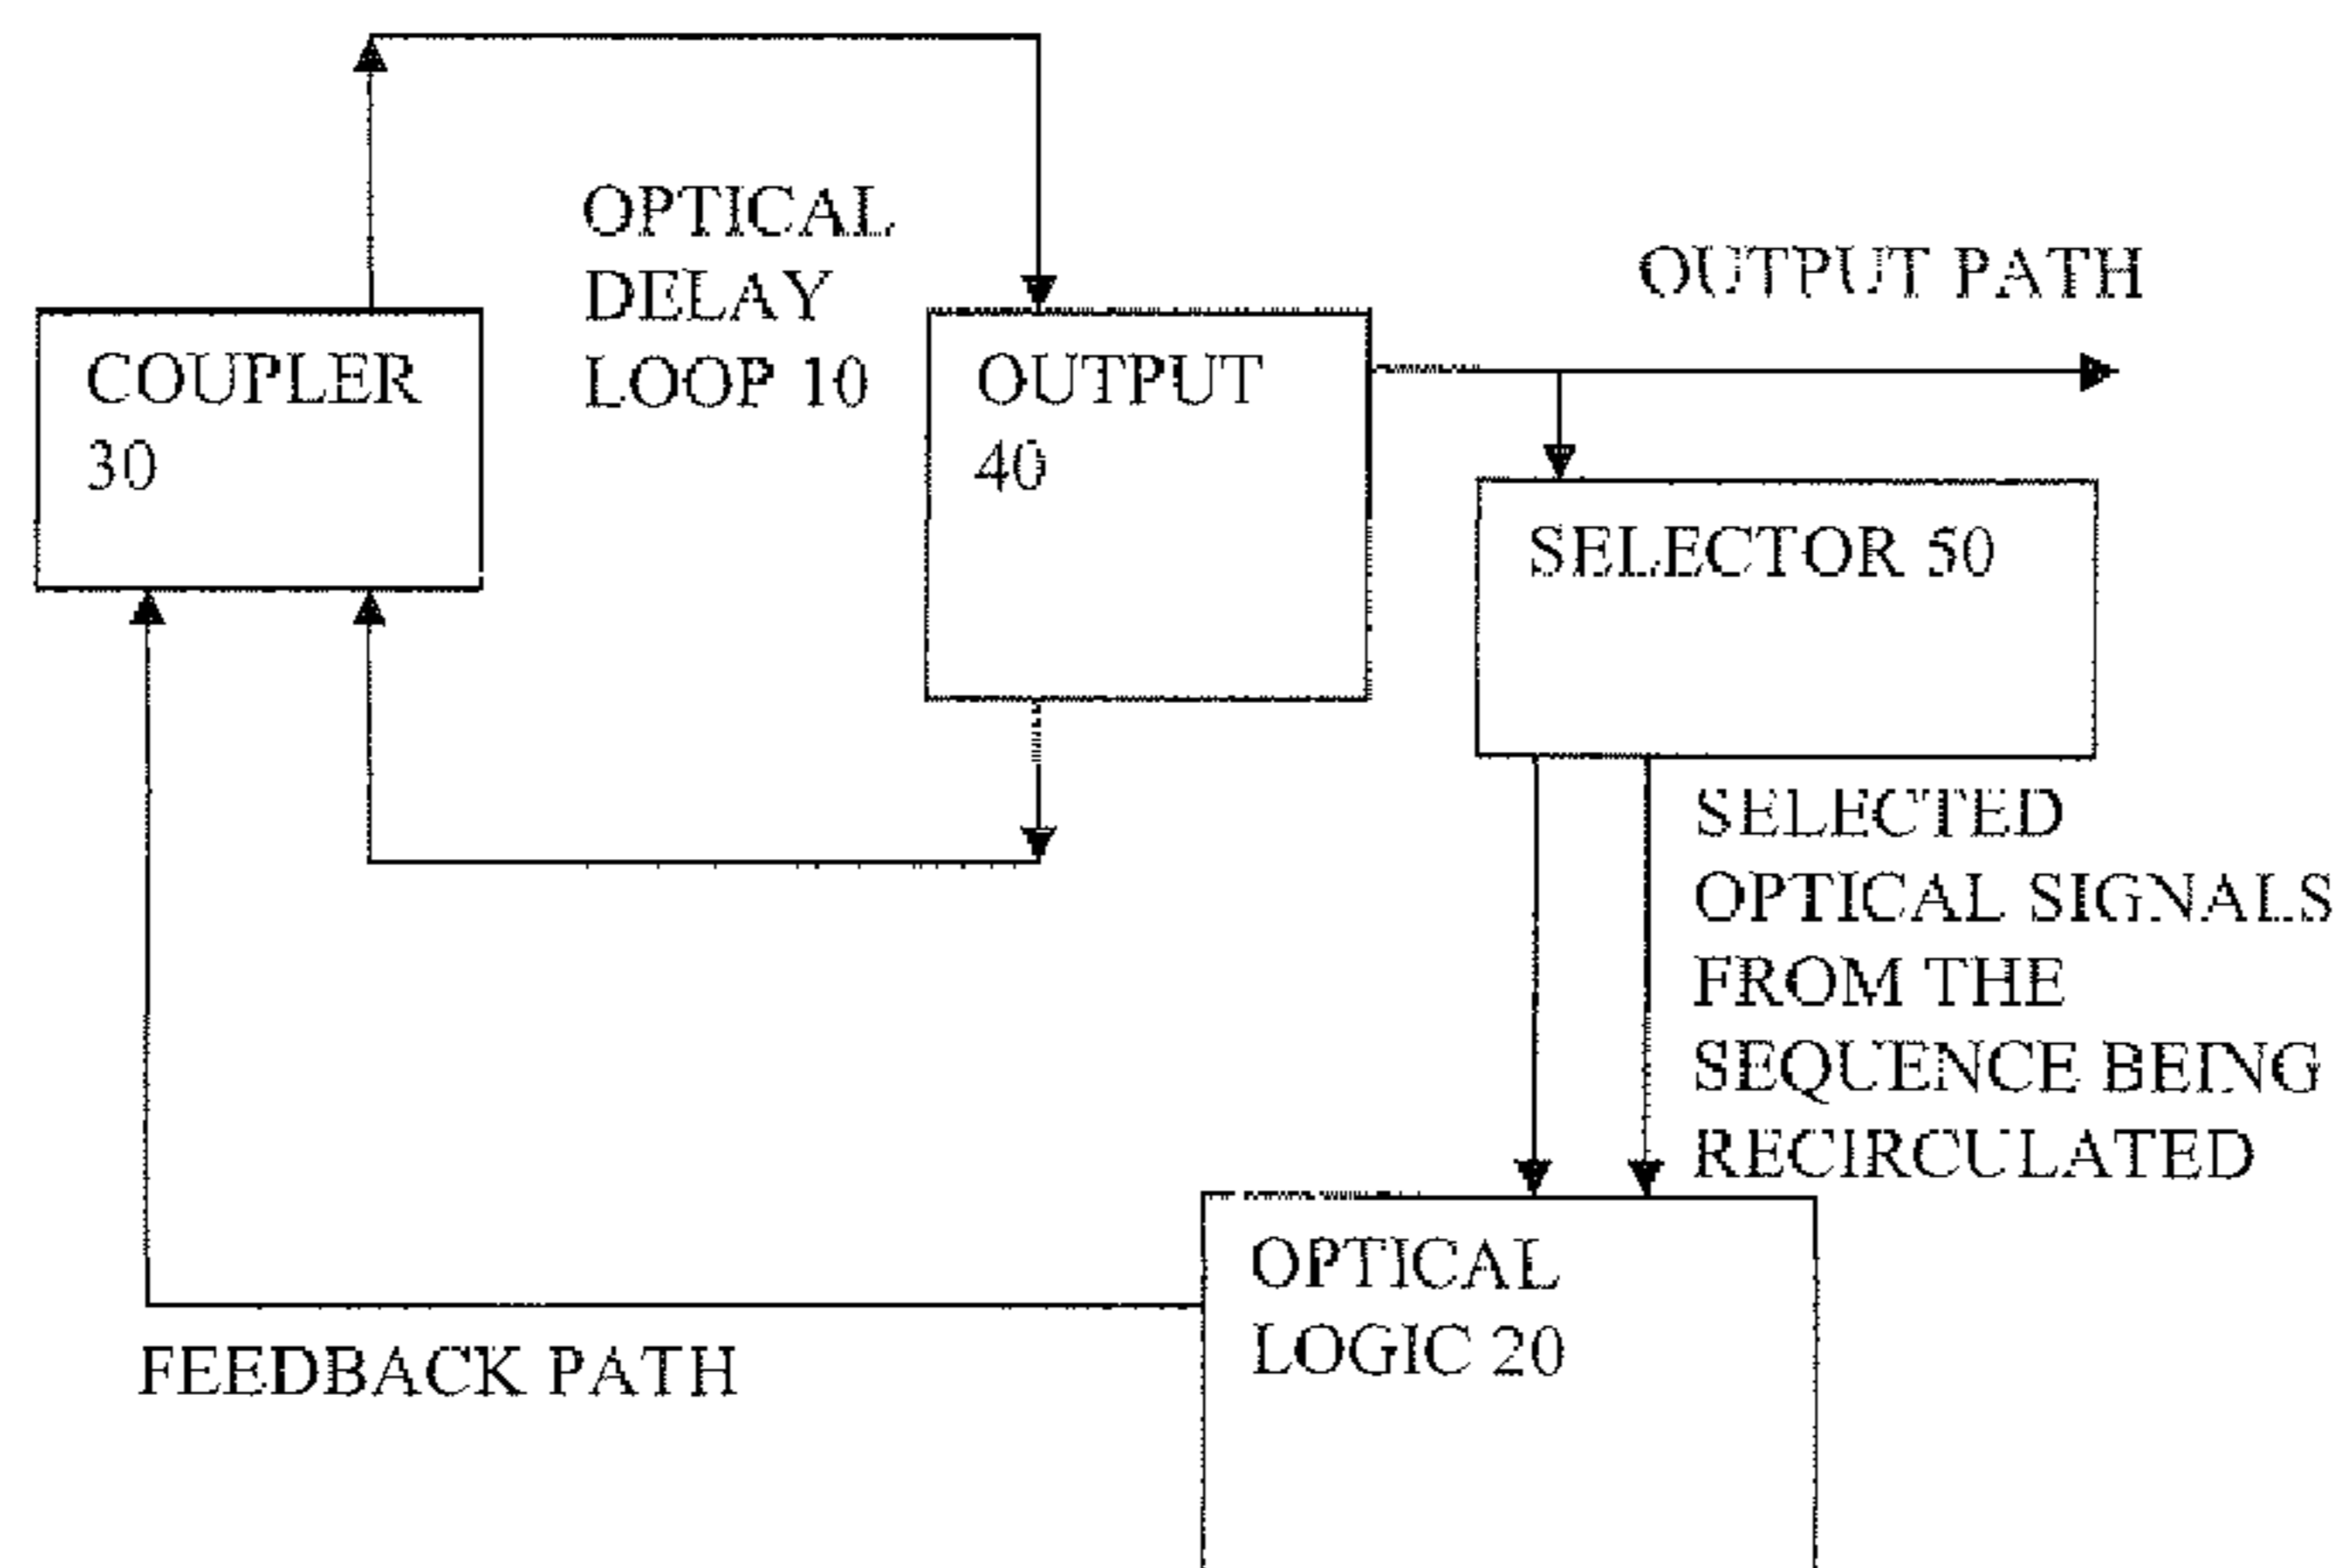 OPTICAL
DELAY
LOOP 10
COUPLER
30
OUTPUT
40
OUTPUT PATH
SELECTOR 50
SELECTED
OPTICAL SIGNALS
FROM THE
SEQUENCE BEING
RECIRCULATED
OPTICAL
LOGIC 20
FEEDBACK PATH